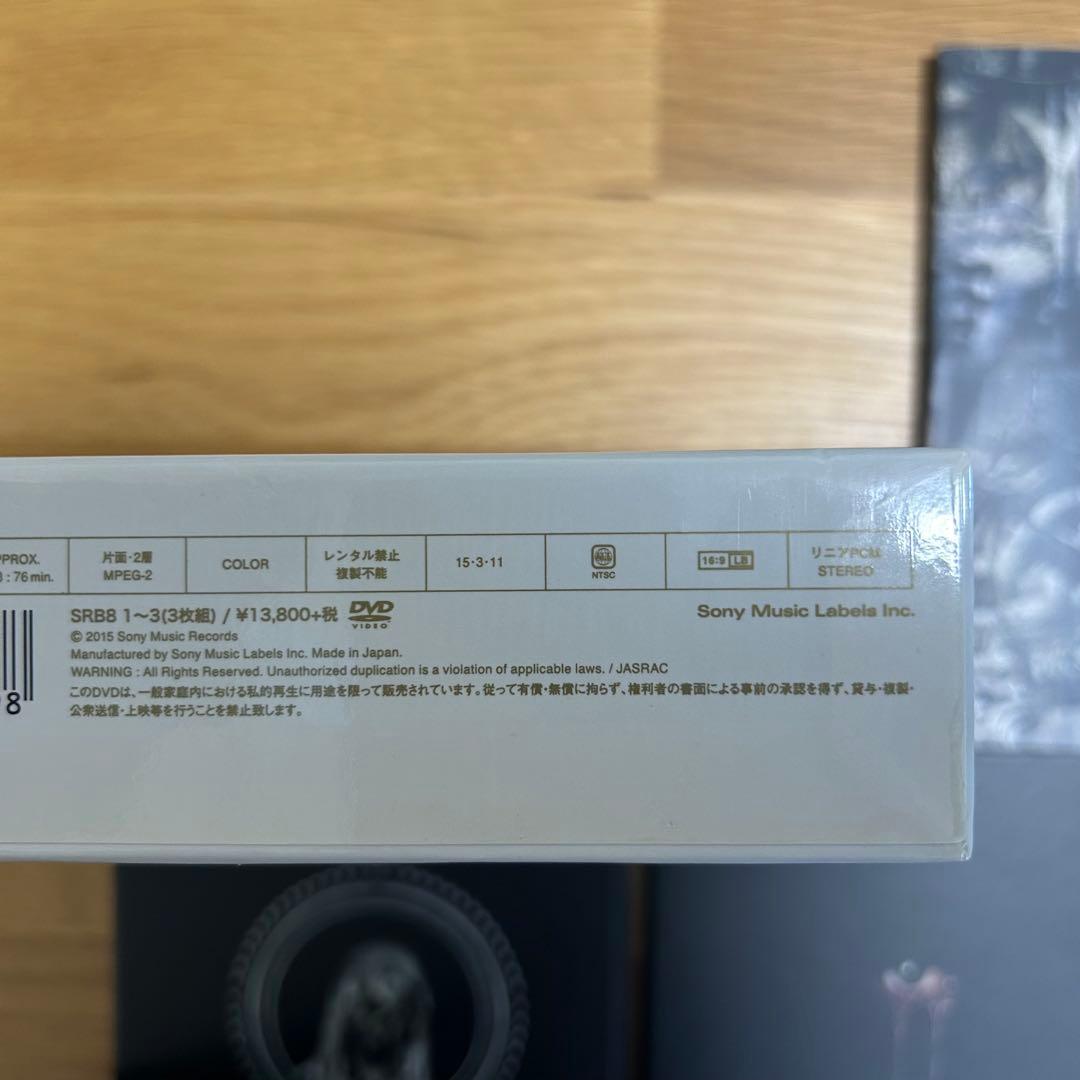 PPROX.
3 : 76 min.
片面・2層
MPEG-2
COLOR
レンタル禁止
複製不能
15・3・11
NTSC
16:9 LB
リニアPCM
STEREO
SRB8 1〜3(3枚組) / ¥13,800+税 DVD VIDEO
Sony Music Labels Inc.
© 2015 Sony Music Records
Manufactured by Sony Music Labels Inc. Made in Japan.
WARNING : All Rights Reserved. Unauthorized duplication is a violation of applicable laws. / JASRAC
このDVDは、一般家庭内における私的再生に用途を限って販売されています。従って有償・無償に拘らず、権利者の書面による事前の承認を得ず、貸与・複製・
公衆送信・上映等を行うことを禁止致します。
8